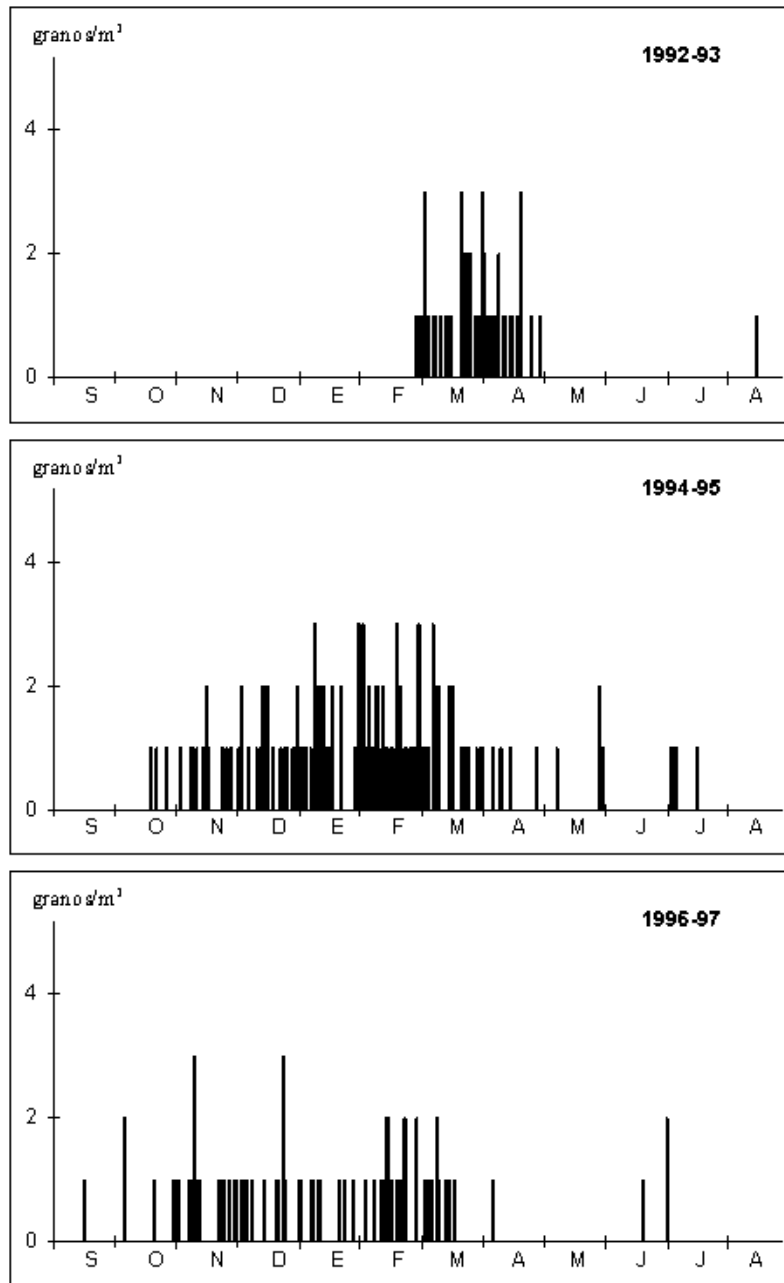 granos/m³
1992-93
4
2
0
S O N D E F M A M J J A
granos/m³
1994-95
4
2
0
S O N D E F M A M J J A
granos/m³
1996-97
4
2
0
S O N D E F M A M J J A